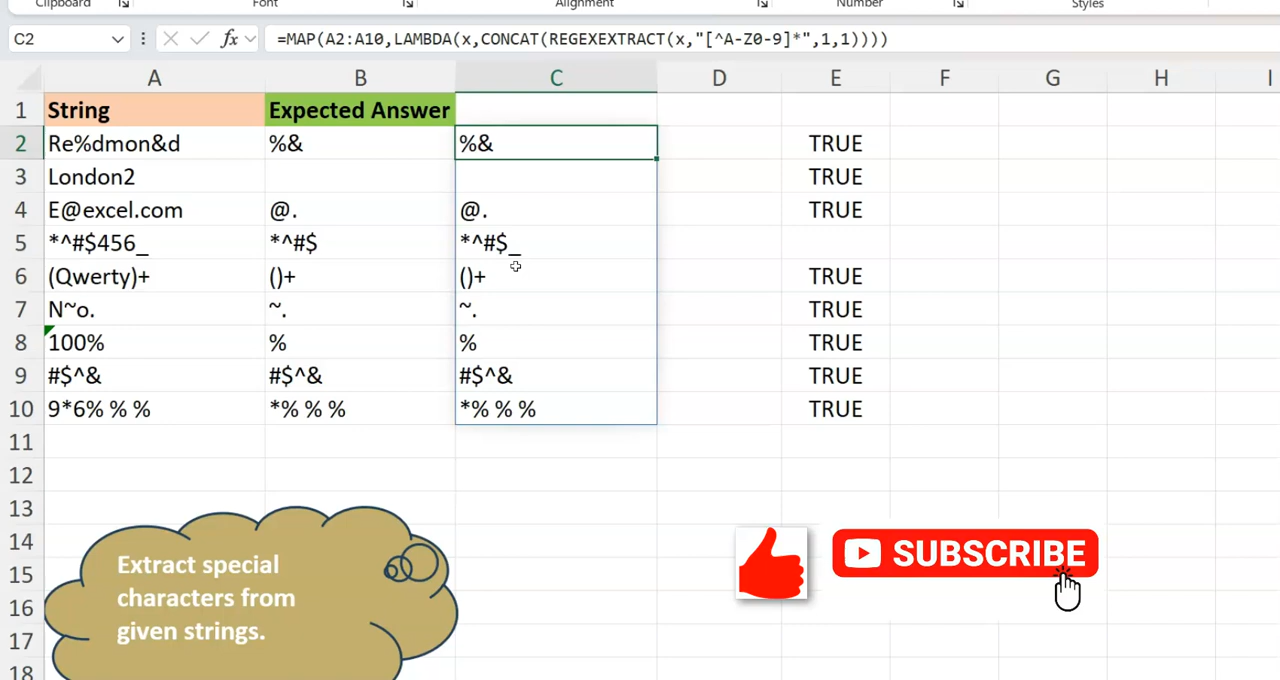 Clipboard Font Alignment Number Styles
C2 fx =MAP(A2:A10,LAMBDA(x,CONCAT(REGEXEXTRACT(x,"[^A-Z0-9]*",1,1))))
A B C D E F G H I
1 String Expected Answer
2 Re%dmon&d %& %& TRUE
3 London2 TRUE
4 E@excel.com @. @. TRUE
5 *^#$456_ *^#$ *^#$_
6 (Qwerty)+ ()+ ()+ TRUE
7 N~o. ~. ~. TRUE
8 100% % % TRUE
9 #$^& #$^& #$^& TRUE
10 9*6% % % *% % % *% % % TRUE
11
12
13
14
15
16
17
18
Extract special
characters from
given strings.
SUBSCRIBE